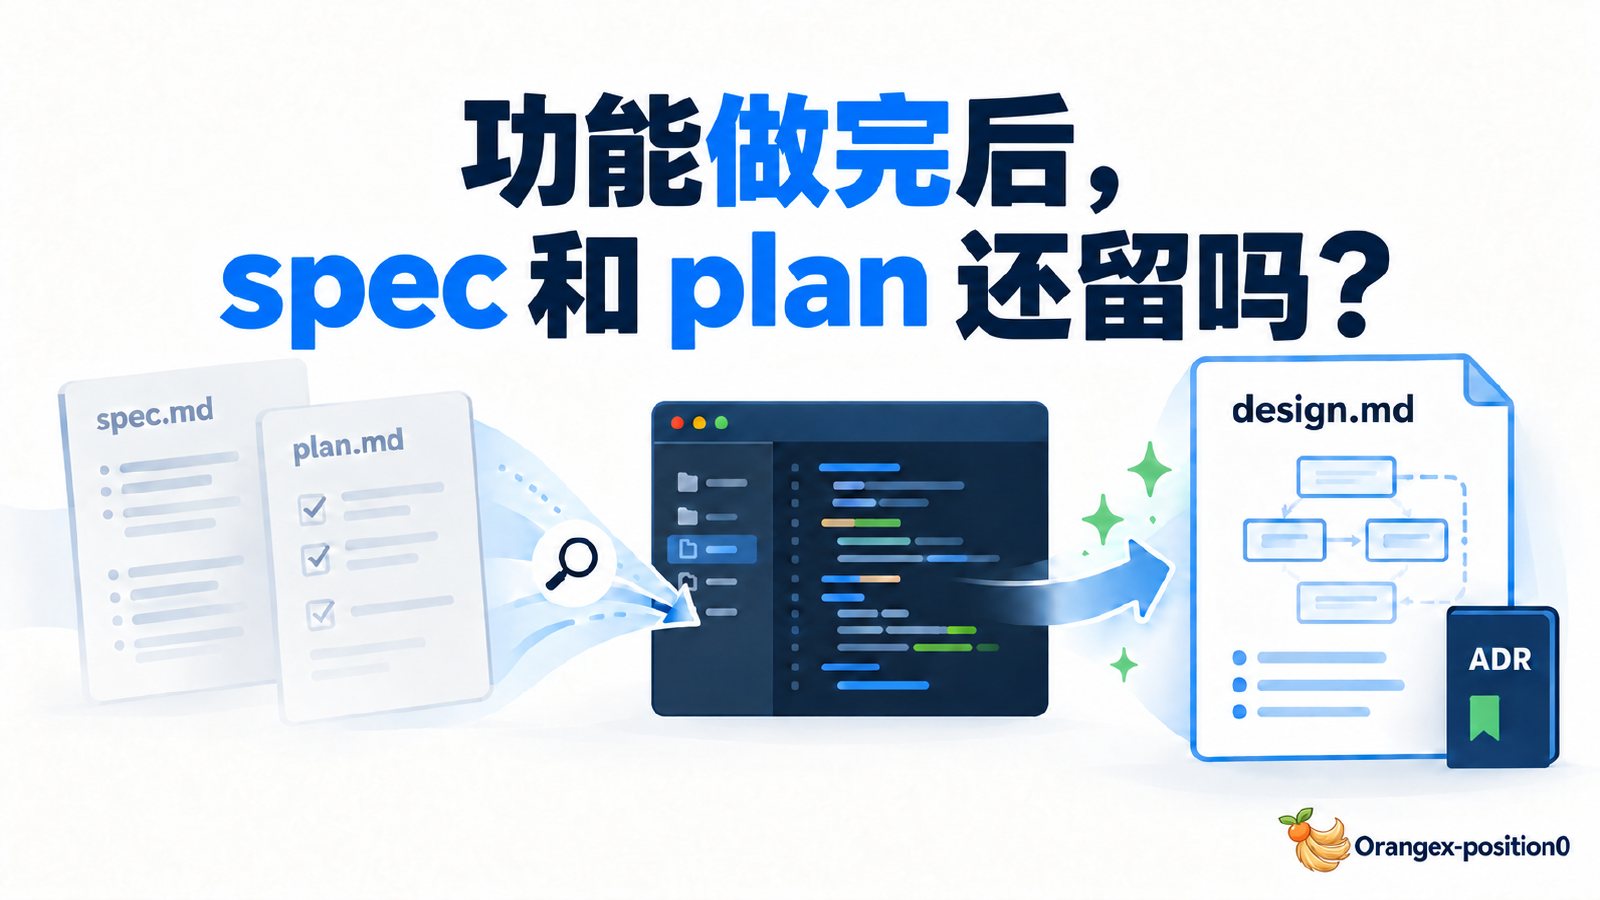 功能做完后，
spec 和 plan 还留吗？
spec.md
plan.md
design.md
ADR
Orangex-position0